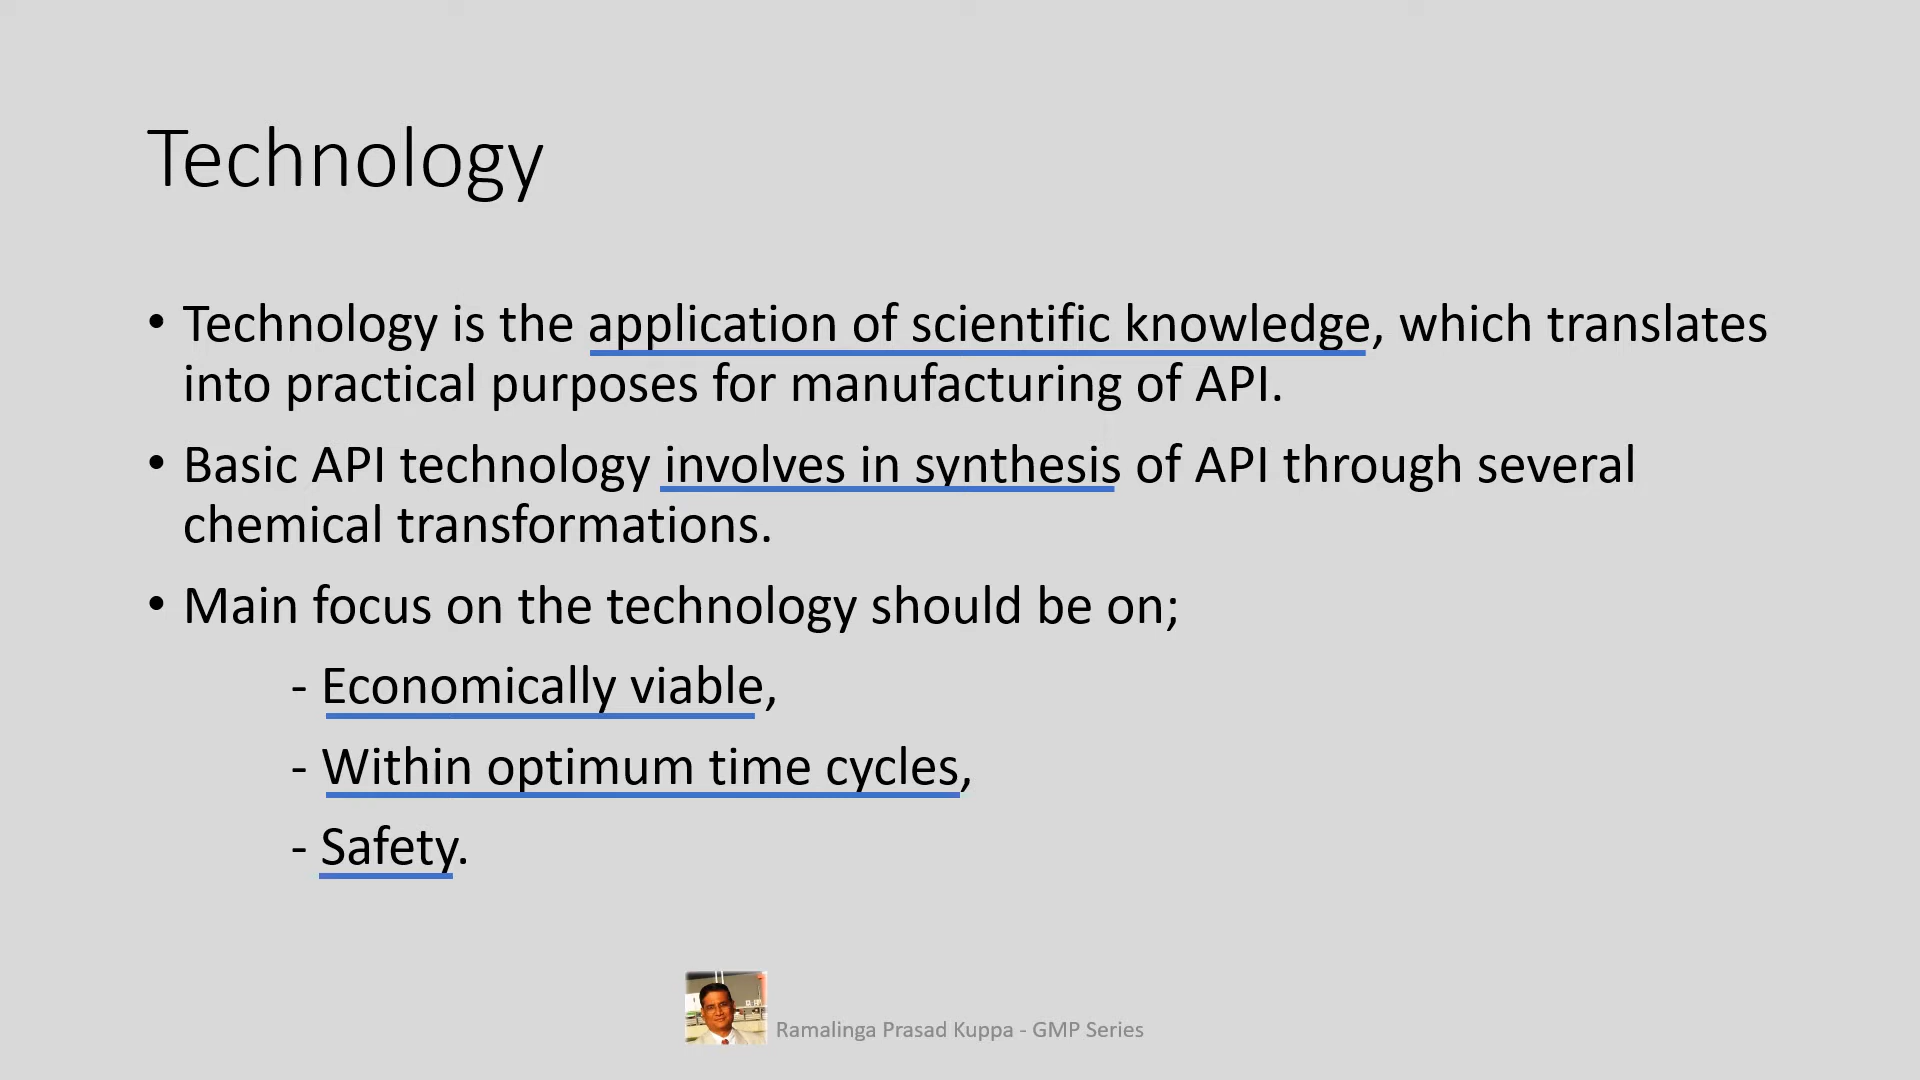 Technology
• Technology is the application of scientific knowledge, which translates
into practical purposes for manufacturing of API.
• Basic API technology involves in synthesis of API through several
chemical transformations.
• Main focus on the technology should be on;
- Economically viable,
- Within optimum time cycles,
- Safety.
Ramalinga Prasad Kuppa - GMP Series